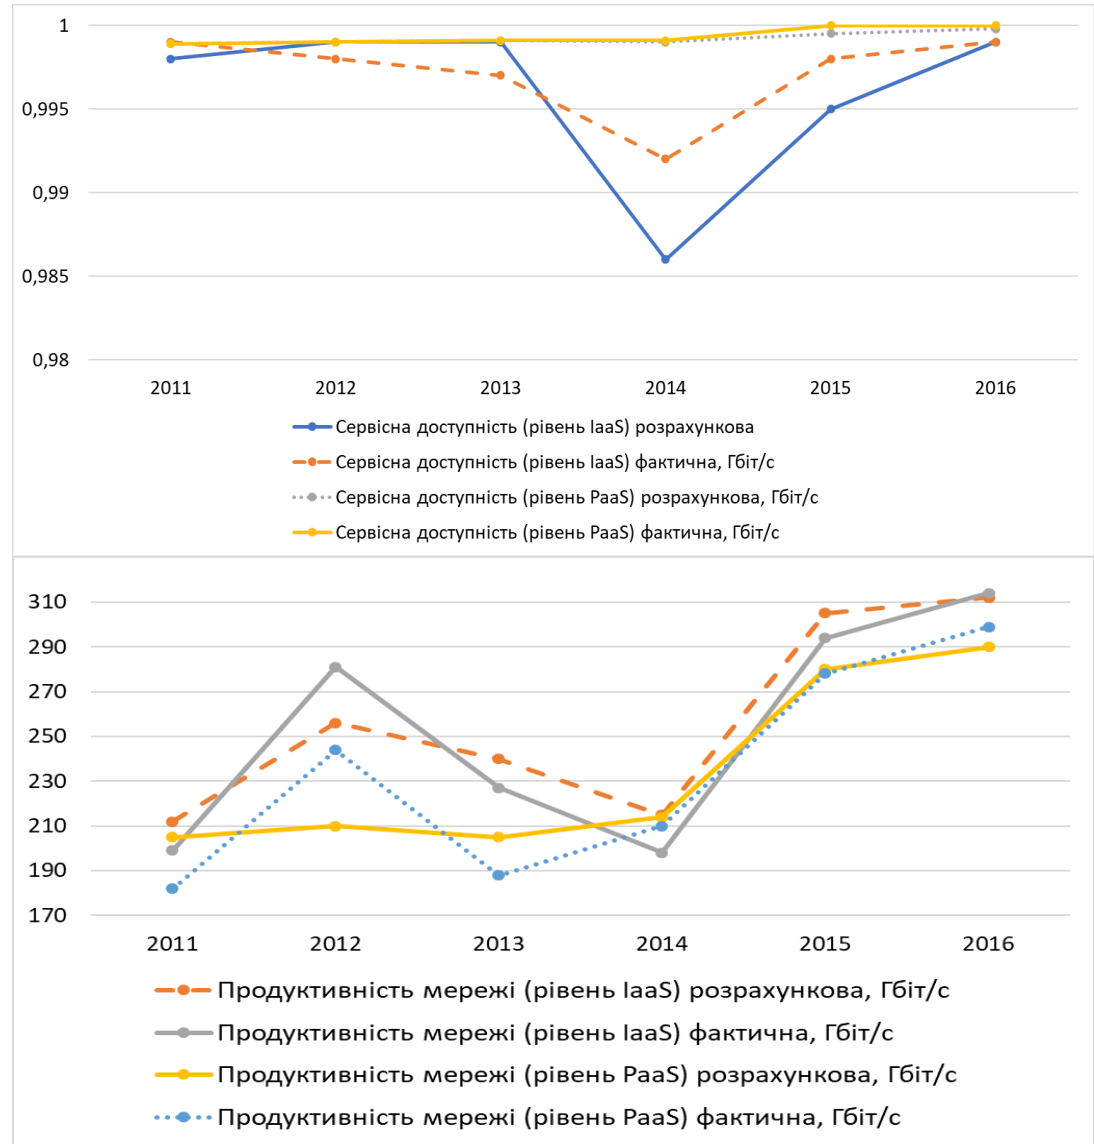 1
0,995
0,99
0,985
0,98
2011 2012 2013 2014 2015 2016
Сервісна доступність (рівень IaaS) розрахункова
Сервісна доступність (рівень IaaS) фактична, Гбіт/с
Сервісна доступність (рівень PaaS) розрахункова, Гбіт/с
Сервісна доступність (рівень PaaS) фактична, Гбіт/с
310
290
270
250
230
210
190
170
2011 2012 2013 2014 2015 2016
Продуктивність мережі (рівень IaaS) розрахункова, Гбіт/с
Продуктивність мережі (рівень IaaS) фактична, Гбіт/с
Продуктивність мережі (рівень PaaS) розрахункова, Гбіт/с
Продуктивність мережі (рівень PaaS) фактична, Гбіт/с